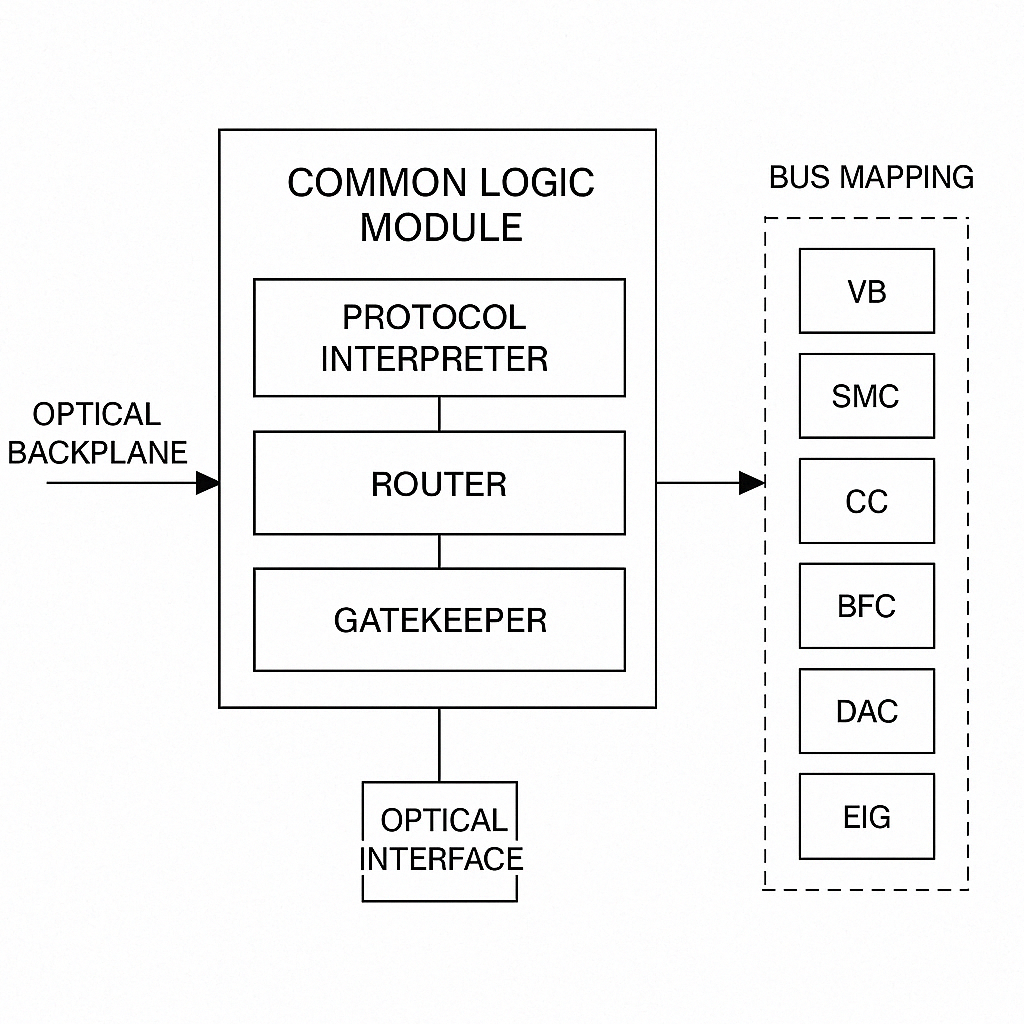 COMMON LOGIC
MODULE
PROTOCOL
INTERPRETER
ROUTER
GATEKEEPER
OPTICAL
BACKPLANE
OPTICAL
INTERFACE
BUS MAPPING
VB
SMC
CC
BFC
DAC
EIG